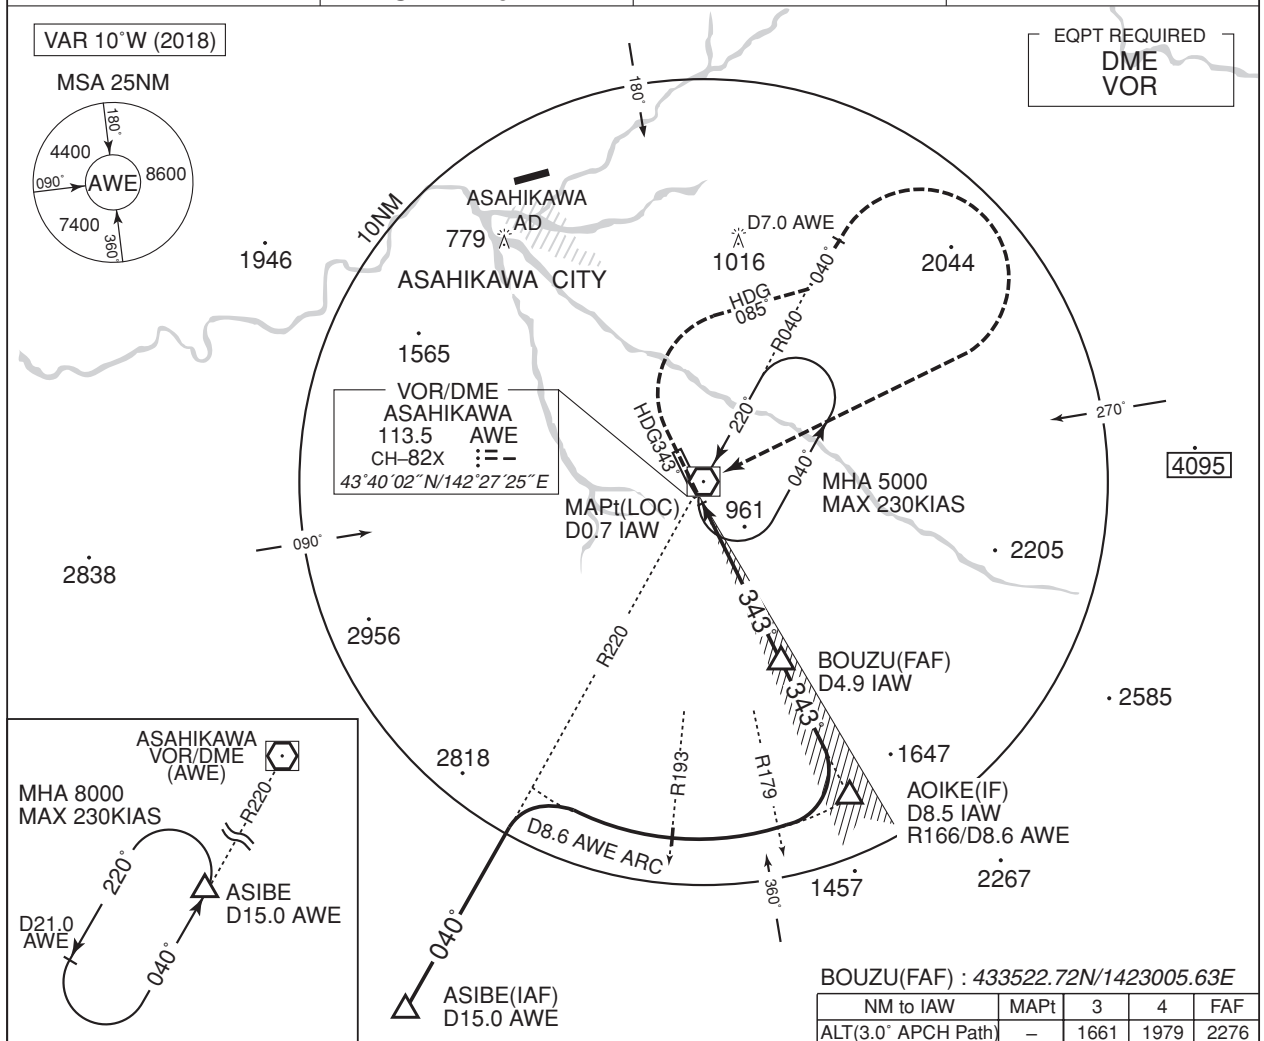 VAR 10°W (2018)
MSA 25NM
180°
4400
8600
090°
AWE
7400
360°
EQPT REQUIRED
DME
VOR
180°
10NM
ASAHIKAWA
AD
779
ASAHIKAWA CITY
1946
D7.0 AWE
1016
040°
2044
HDG
085°
R040
1565
VOR/DME
ASAHIKAWA
113.5 AWE
CH–82X
43°40´02˝N/142°27´25˝E
HDG343°
220°
040°
270°
4095
MHA 5000
MAX 230KIAS
MAPt(LOC)
D0.7 IAW
961
2205
090°
2838
2956
343°
R220
BOUZU(FAF)
D4.9 IAW
343°
2585
2818
R193
R179
1647
AOIKE(IF)
D8.5 IAW
R166/D8.6 AWE
D8.6 AWE ARC
360°
1457
2267
040°
ASIBE(IAF)
D15.0 AWE
ASAHIKAWA
VOR/DME
(AWE)
MHA 8000
MAX 230KIAS
R220
220°
ASIBE
D15.0 AWE
D21.0
AWE
040°
BOUZU(FAF) : 433522.72N/1423005.63E
NM to IAW MAPt 3 4 FAF
ALT(3.0° APCH Path) – 1661 1979 2276